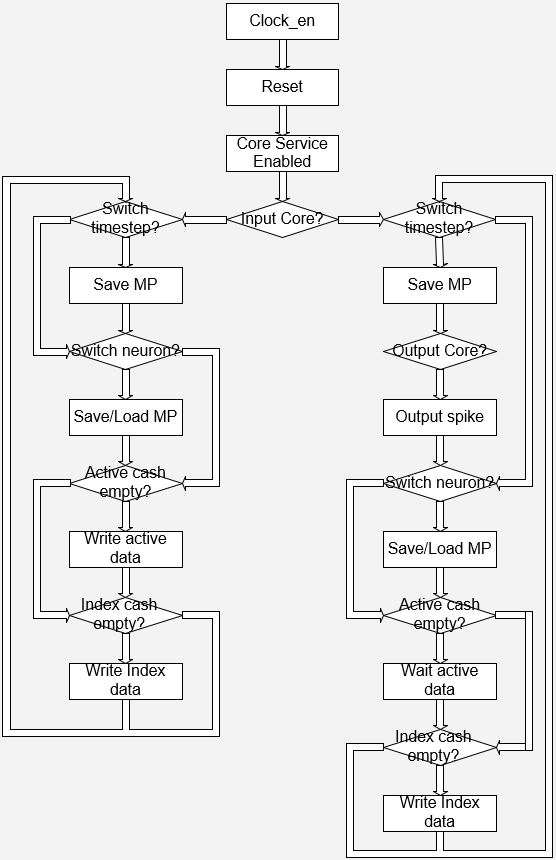 Clock_en
Reset
Core Service
Enabled
Input Core?
Switch
timestep?
Save MP
Switch neuron?
Save/Load MP
Active cash
empty?
Write active
data
Index cash
empty?
Write Index
data
Switch
timestep?
Save MP
Output Core?
Output spike
Switch neuron?
Save/Load MP
Active cash
empty?
Wait active
data
Index cash
empty?
Write Index
data